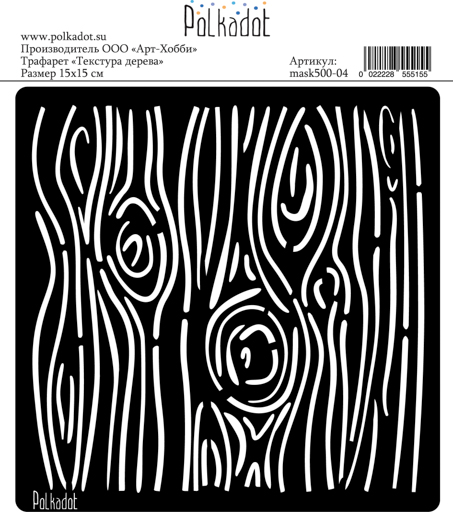 Polkadot
www.polkadot.su
Производитель ООО «Арт-Хобби»
Трафарет «Текстура дерева»
Размер 15x15 см
Артикул:
mask500-04
0 022228 555155
Polkadot